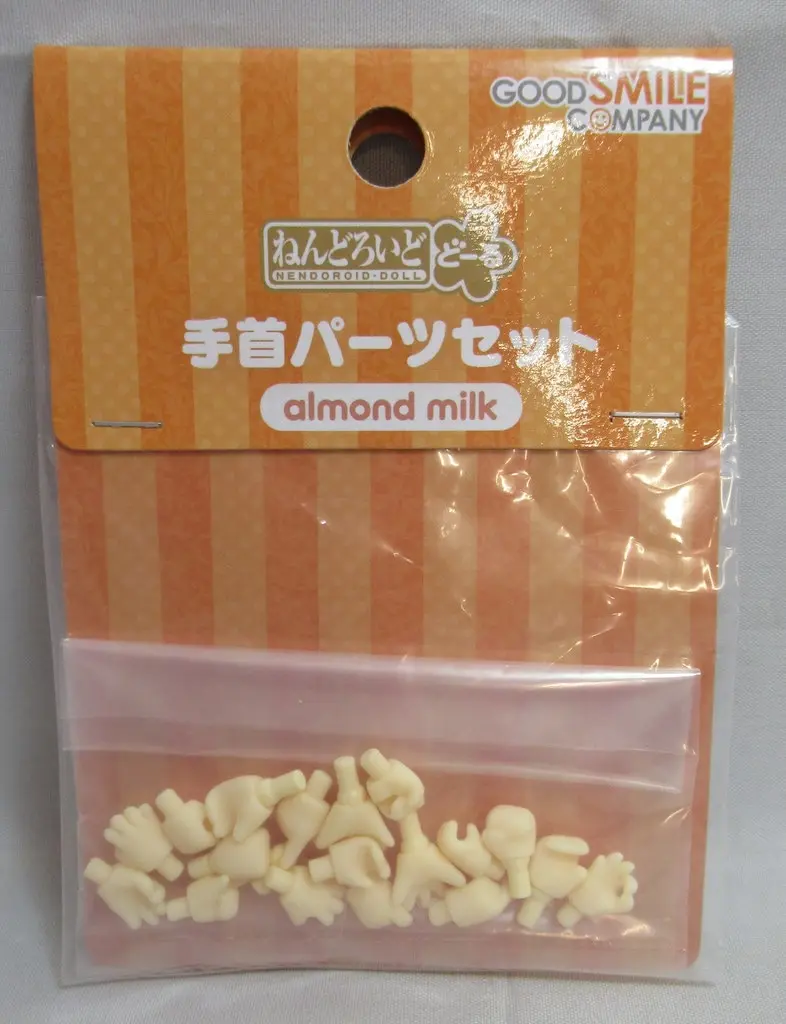 GOOD SMILE
COMPANY
ねんどろいど どーる
NENDOROID·DOLL
手首パーツセット
almond milk